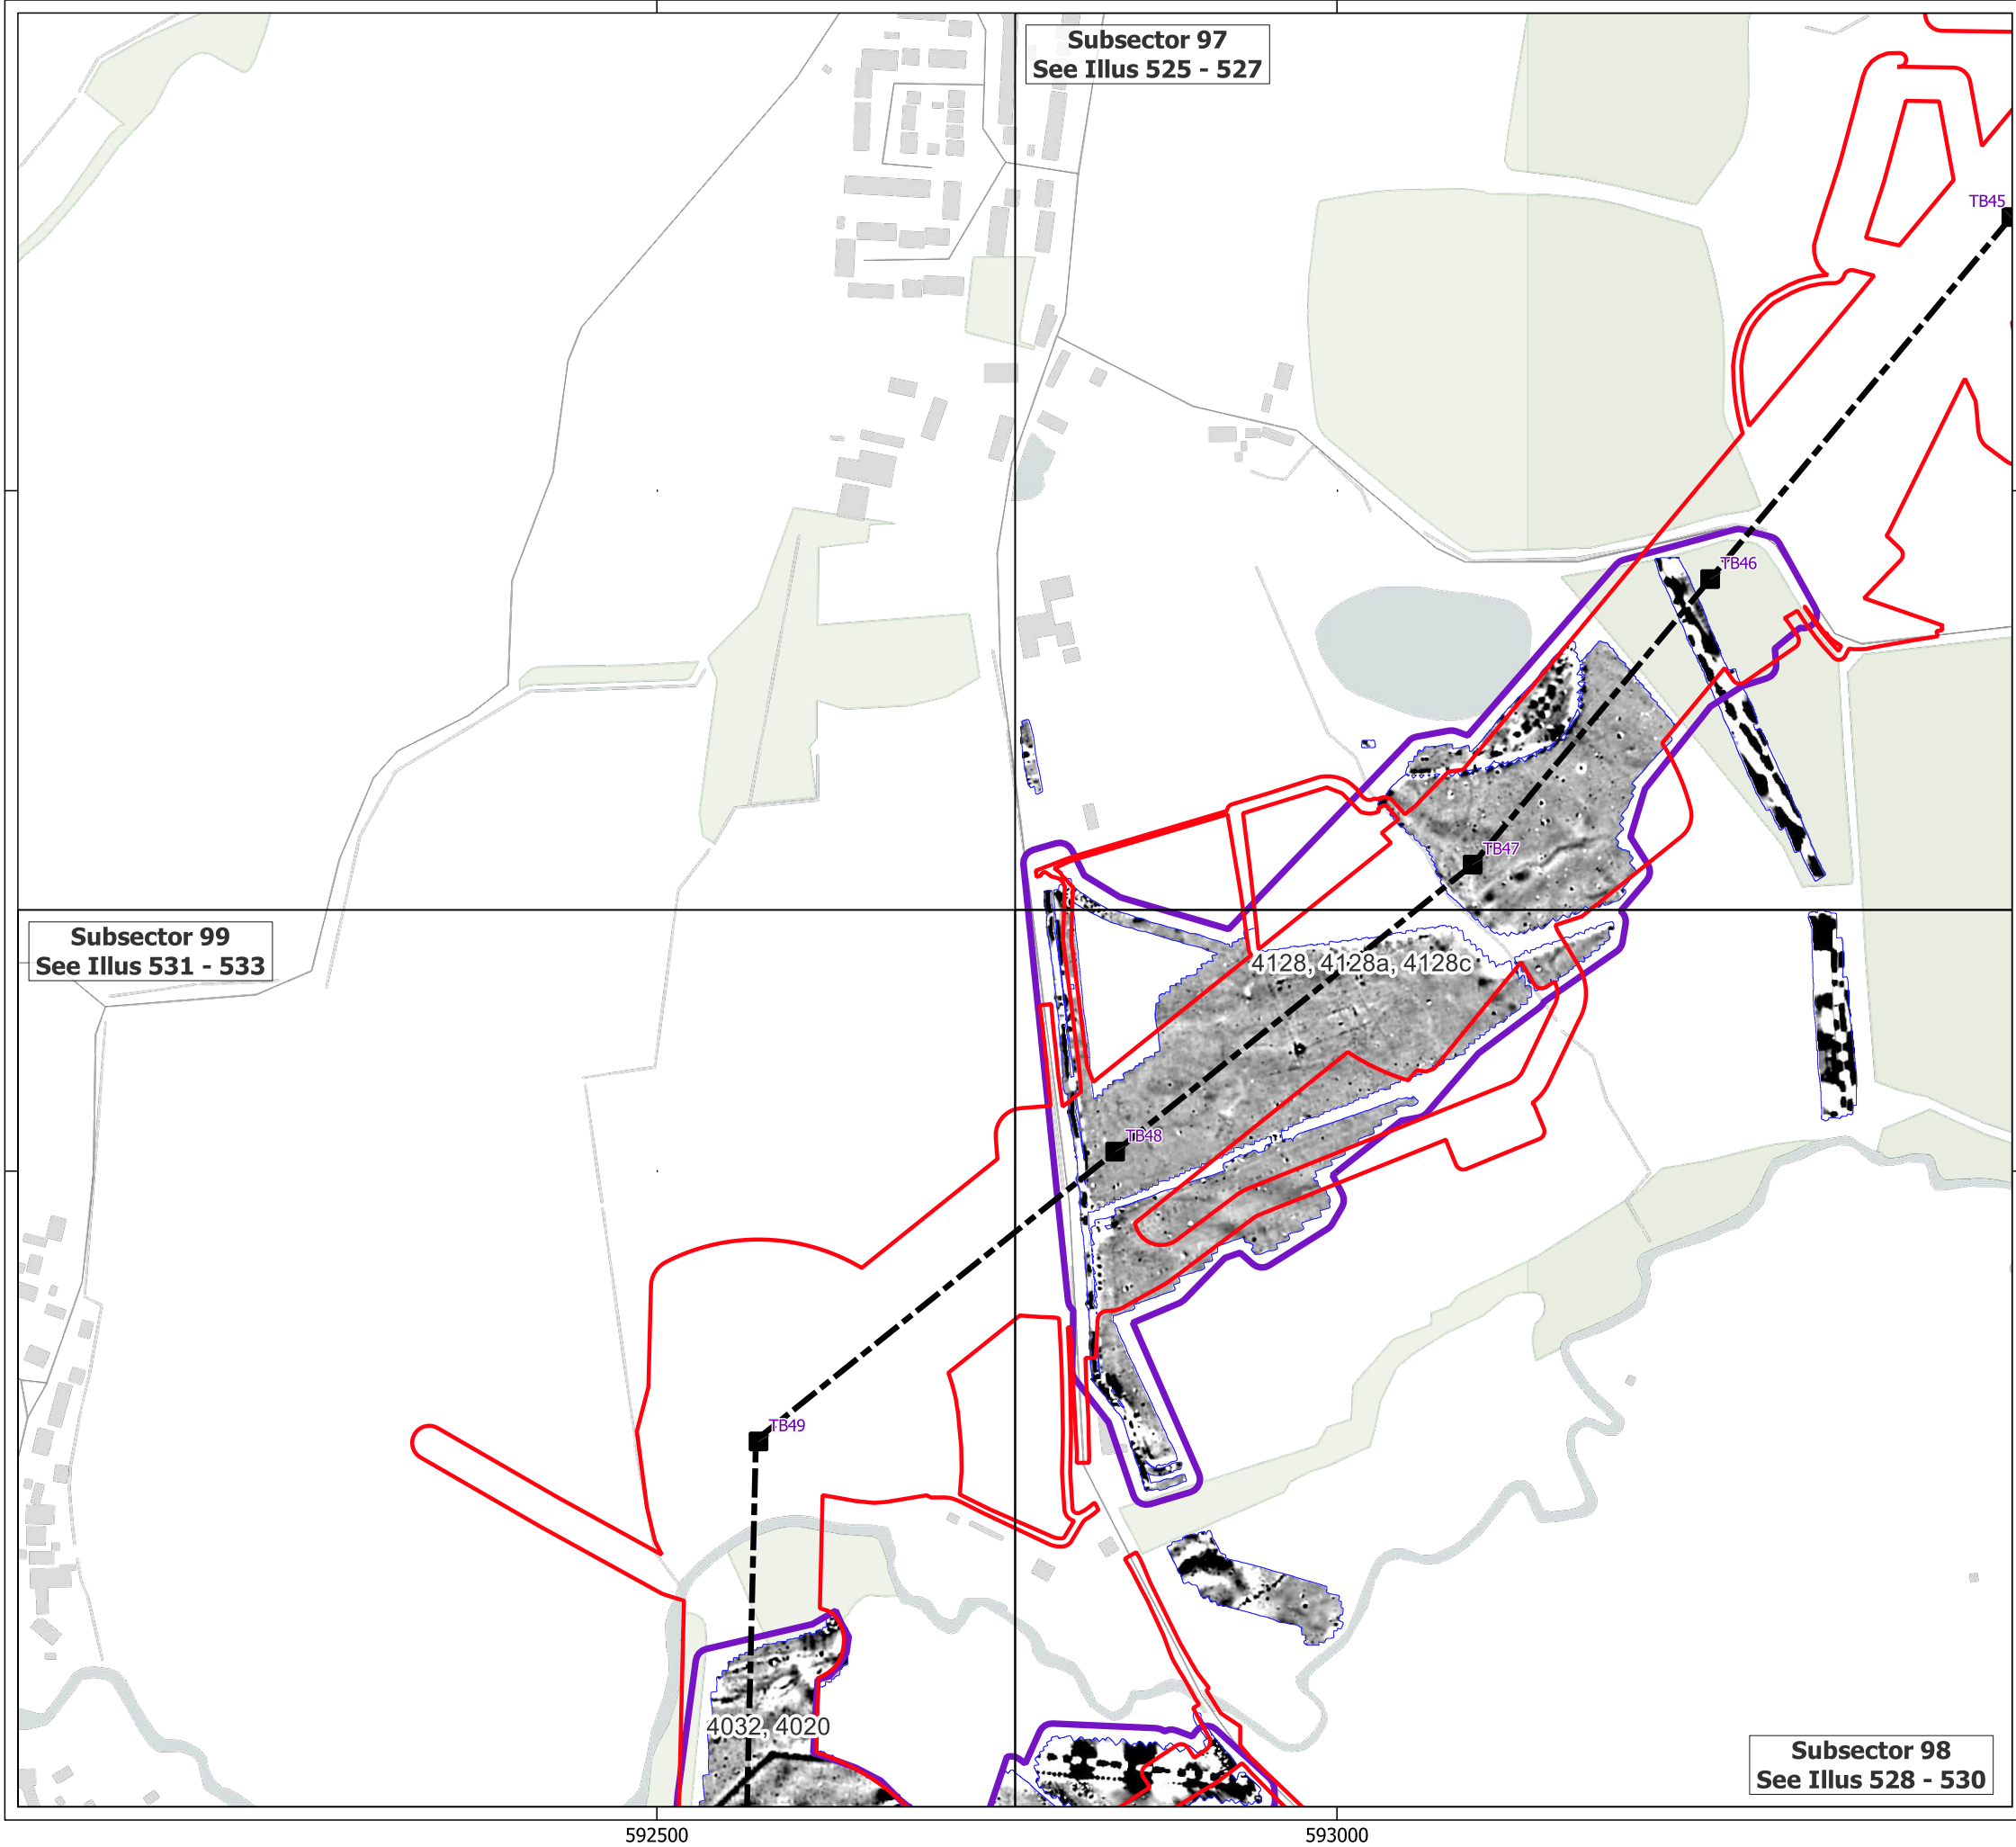 Subsector 97
See Illus 525 - 527
TB45
TB46
TB47
Subsector 99
See Illus 531 - 533
4128, 4128a, 4128c
TB48
TB49
4032, 4020
Subsector 98
See Illus 528 - 530
592500
593000